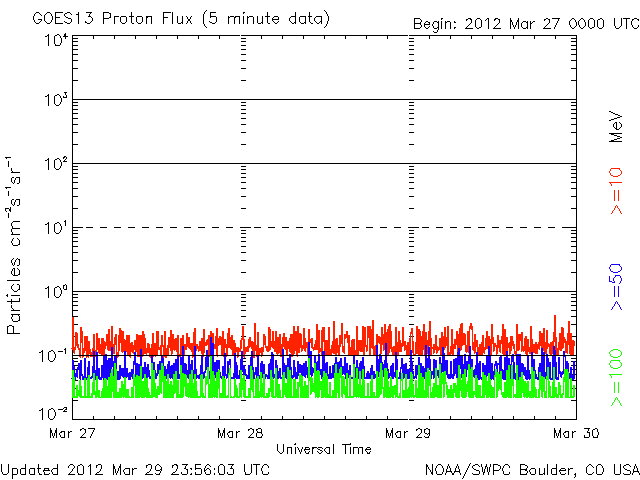 GOES13 Proton Flux (5 minute data)
Begin: 2012 Mar 27 0000 UTC
Particles cm⁻²s⁻¹sr⁻¹
10⁴
10³
10²
10¹
10⁰
10⁻¹
10⁻²
Mar 27
Mar 28
Mar 29
Mar 30
Universal Time
MeV
>=10
>=50
>=100
Updated 2012 Mar 29 23:56:03 UTC
NOAA/SWPC Boulder, CO USA